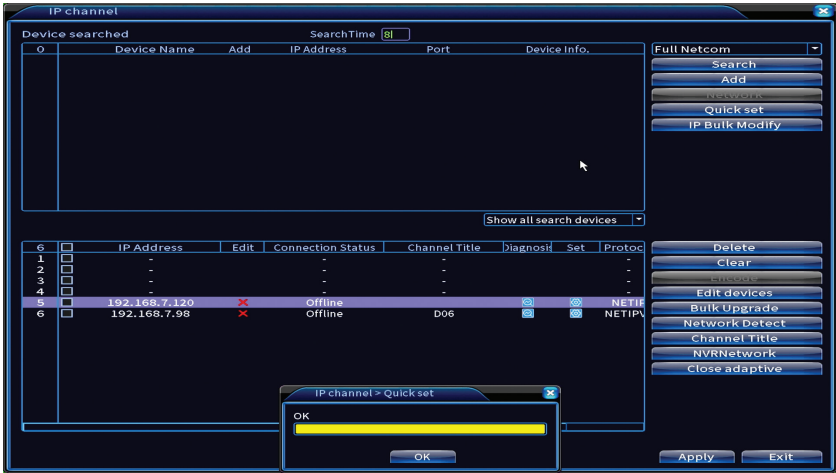 IP channel
Device searched SearchTime 8
0 Device Name Add IP Address Port Device Info.
Full Netcom
Search
Add
Network
Quick set
IP Bulk Modify
Show all search devices
6 IP Address Edit Connection Status Channel Title Diagnosis Set Protoc
1 - - - -
2 - - - -
3 - - - -
4 - - - -
5 192.168.7.120 Offline NETIP
6 192.168.7.98 Offline D06 NETIPV
Delete
Clear
Encode
Edit devices
Bulk Upgrade
Network Detect
Channel Title
NVRNetwork
Close adaptive
IP channel > Quick set
OK
OK
Apply Exit